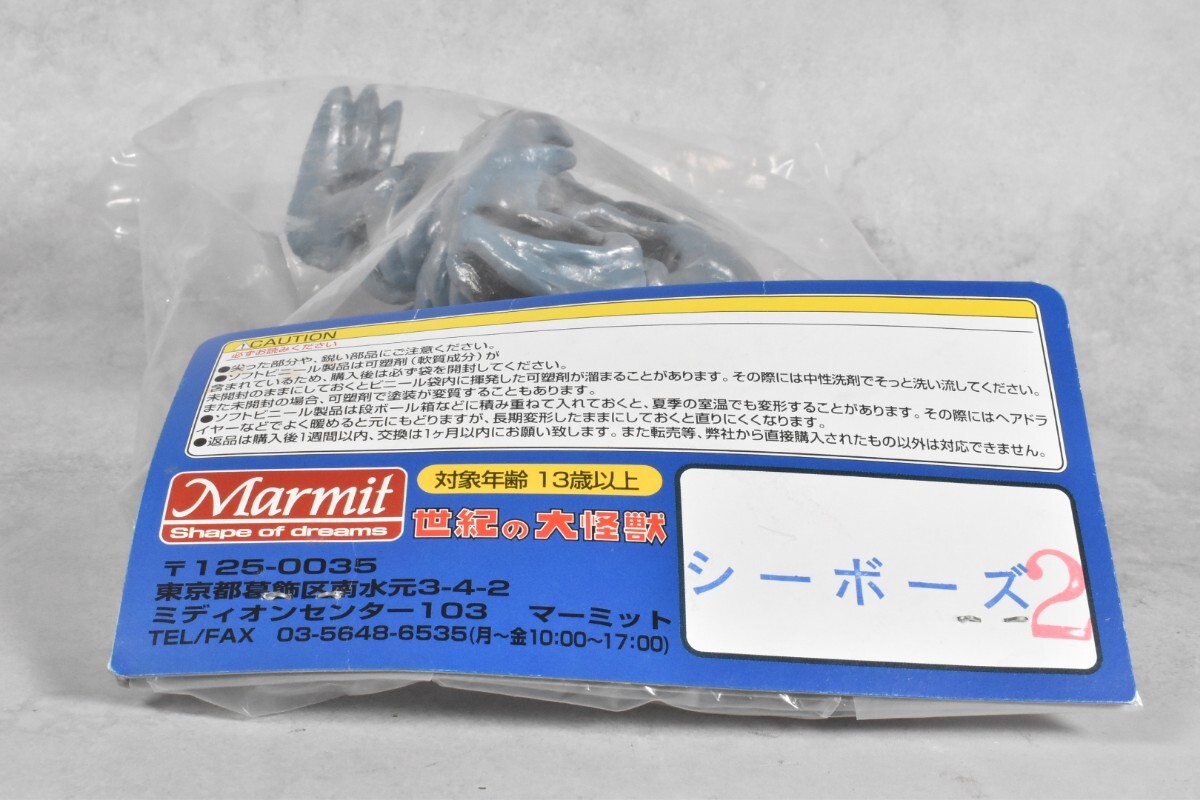 ⚠CAUTION
必ずお読みください
●尖った部分や、鋭い部品にご注意ください。
●ソフトビニール製品は可塑剤(軟質成分)が
含まれているため、購入後は必ず袋を開封してください。
未開封のままにしておくとビニール袋内に揮発した可塑剤が溜まることがあります。その際には中性洗剤でそっと洗い流してください。
また未開封の場合、可塑剤で塗装が変質することもあります。
●ソフトビニール製品は段ボール箱などに積み重ねて入れておくと、夏季の室温でも変形することがあります。その際にはヘアドラ
イヤーなどでよく暖めると元にもどりますが、長期変形したままにしておくと直りにくくなります。
●返品は購入後1週間以内、交換は1ヶ月以内にお願い致します。また転売等、弊社から直接購入されたもの以外は対応できません。
Marmit
Shape of dreams
対象年齢 13歳以上
世紀の大怪獣
〒125-0035
東京都葛飾区南水元3-4-2
ミディオンセンター103 マーミット
TEL/FAX 03-5648-6535(月〜金10:00〜17:00)
シーボーズ2